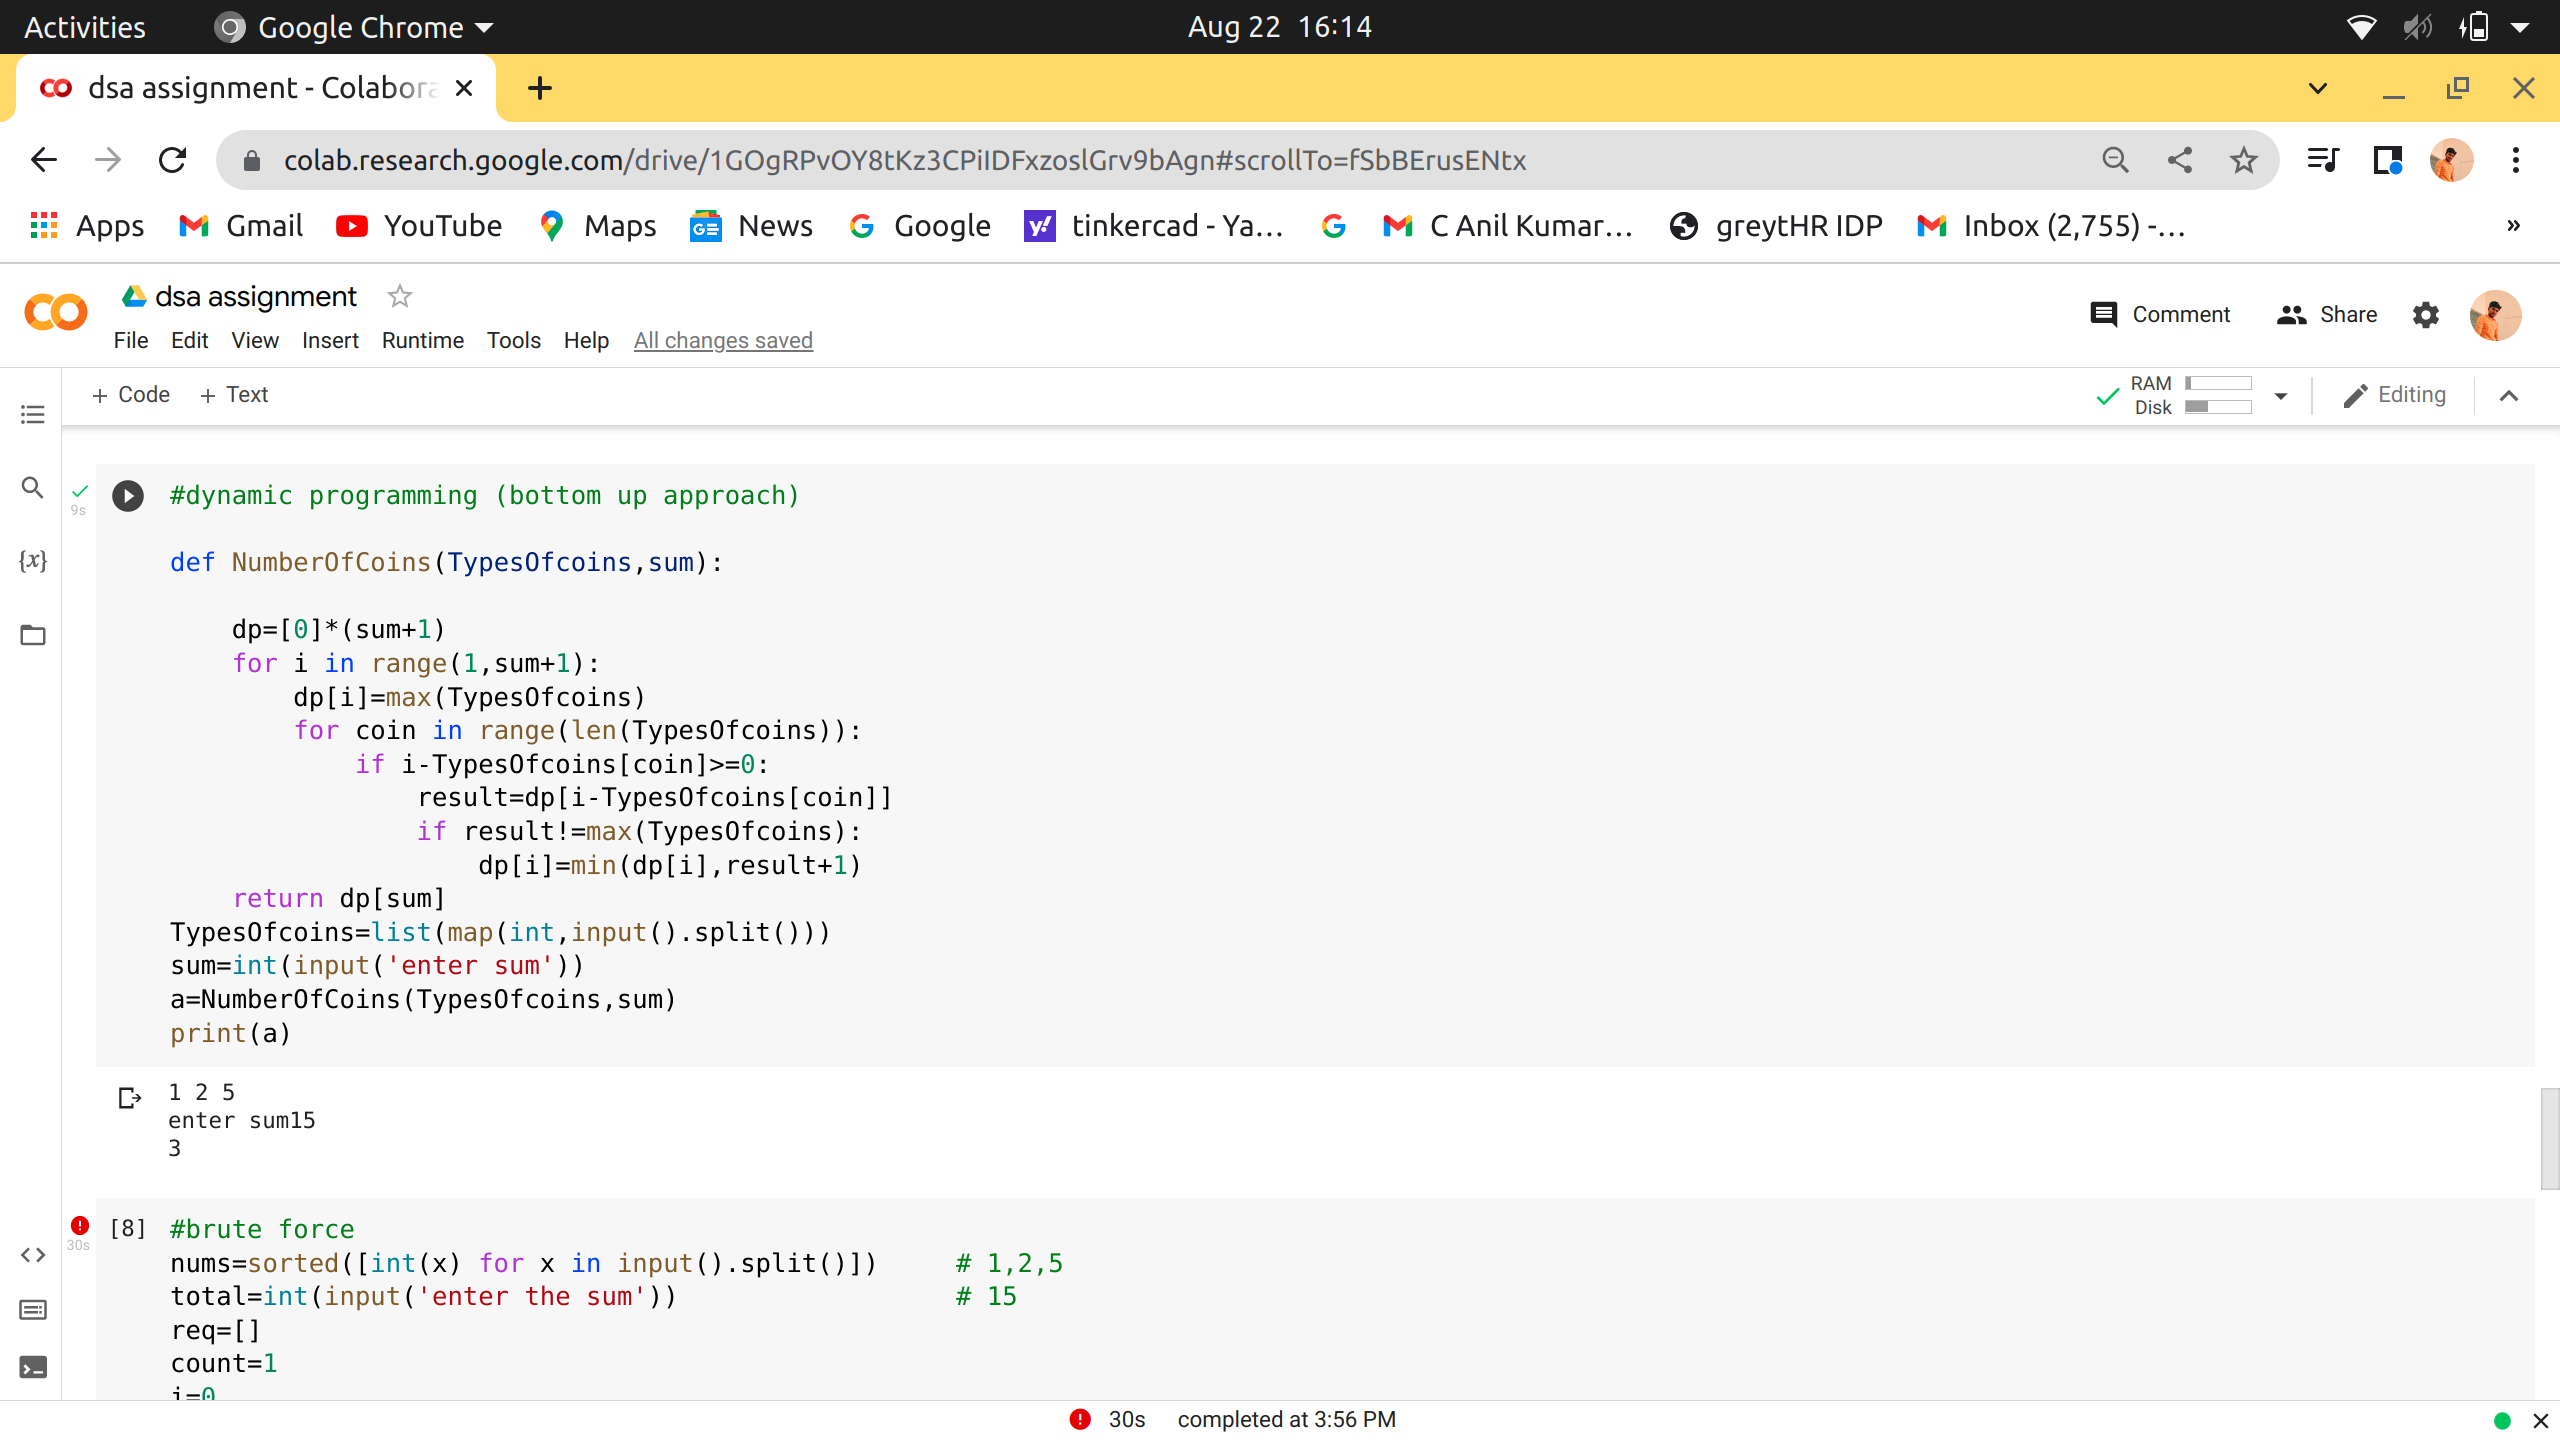 Activities Google Chrome Aug 22 16:14
dsa assignment - Colabora
colab.research.google.com/drive/1GOgRPvOY8tKz3CPiIDFxzoslGrv9bAgn#scrollTo=fSbBErusENtx
Apps Gmail YouTube Maps News Google tinkercad - Ya... C Anil Kumar... greytHR IDP Inbox (2,755) -... »
dsa assignment
Comment Share
File Edit View Insert Runtime Tools Help All changes saved
+ Code + Text
RAM
Disk
Editing
9s
#dynamic programming (bottom up approach)
def NumberOfCoins(TypesOfcoins,sum):
dp=[0]*(sum+1)
for i in range(1,sum+1):
dp[i]=max(TypesOfcoins)
for coin in range(len(TypesOfcoins)):
if i-TypesOfcoins[coin]>=0:
result=dp[i-TypesOfcoins[coin]]
if result!=max(TypesOfcoins):
dp[i]=min(dp[i],result+1)
return dp[sum]
TypesOfcoins=list(map(int,input().split()))
sum=int(input('enter sum'))
a=NumberOfCoins(TypesOfcoins,sum)
print(a)
1 2 5
enter sum15
3
30s
[8] #brute force
nums=sorted([int(x) for x in input().split()]) # 1,2,5
total=int(input('enter the sum')) # 15
req=[]
count=1
i=0
30s completed at 3:56 PM